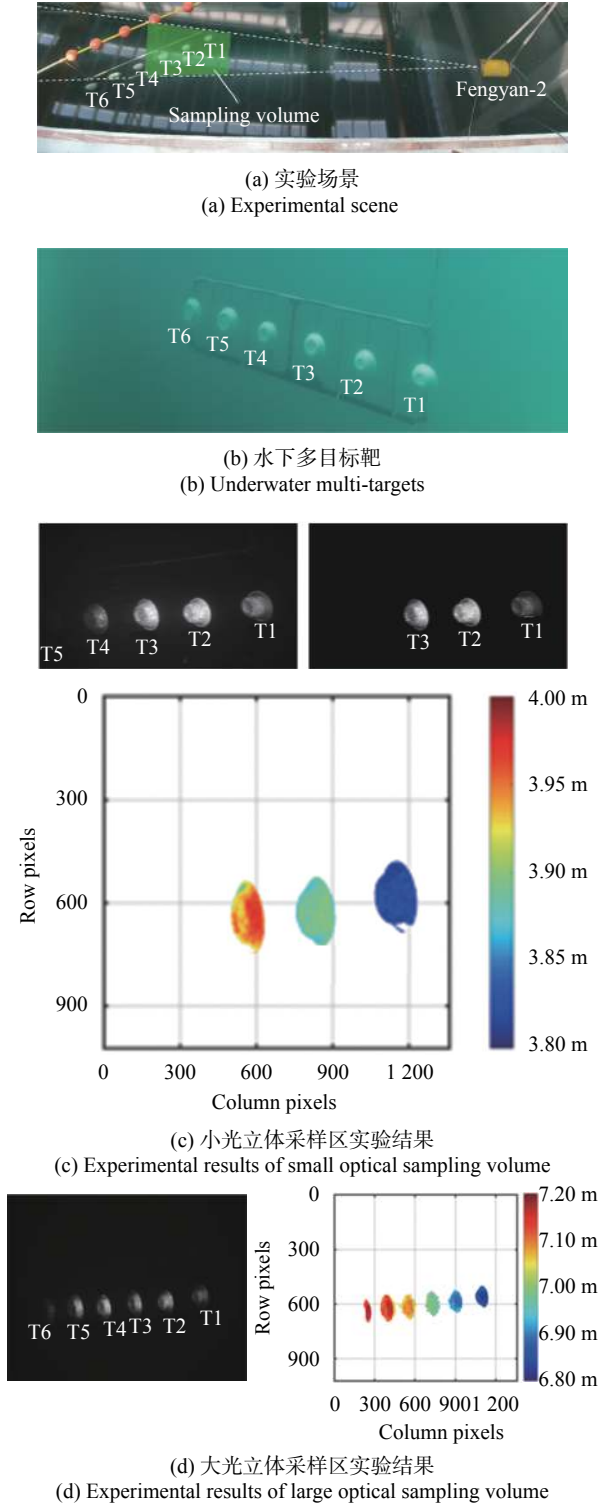 T1
T2
T3
T4
T5
T6
Sampling volume
Fengyan-2
(a) 实验场景
(a) Experimental scene
T6
T5
T4
T3
T2
T1
(b) 水下多目标靶
(b) Underwater multi-targets
T5 T4 T3 T2 T1
T3 T2 T1
0
300
600
900
Row pixels
0 300 600 900 1 200
Column pixels
4.00 m
3.95 m
3.90 m
3.85 m
3.80 m
(c) 小光立体采样区实验结果
(c) Experimental results of small optical sampling volume
T6 T5 T4 T3 T2 T1
0
300
600
900
Row pixels
0 300 600 900 1 200
Column pixels
7.20 m
7.10 m
7.00 m
6.90 m
6.80 m
(d) 大光立体采样区实验结果
(d) Experimental results of large optical sampling volume